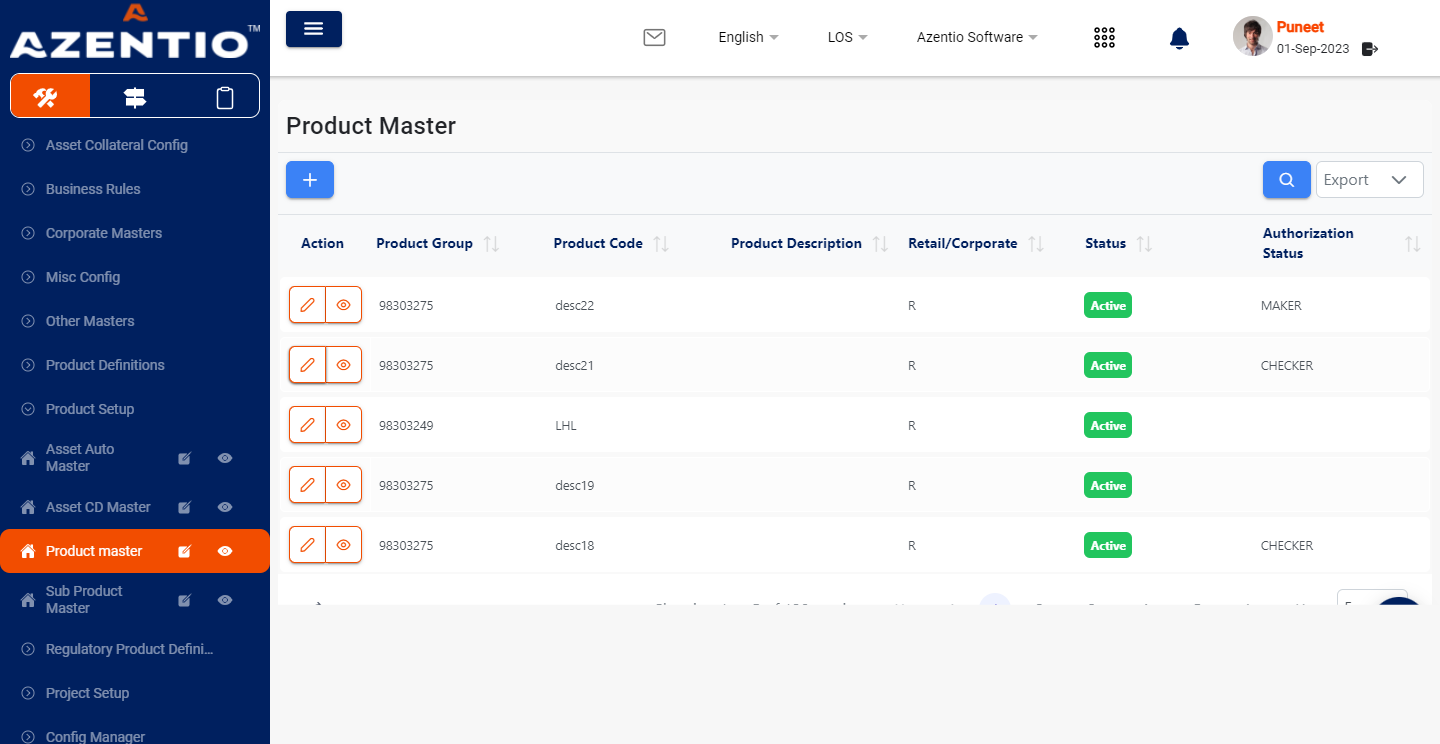 AZENTIO™
English
LOS
Azentio Software
Puneet
01-Sep-2023
Asset Collateral Config
Business Rules
Corporate Masters
Misc Config
Other Masters
Product Definitions
Product Setup
Asset Auto
Master
Asset CD Master
Product master
Sub Product
Master
Regulatory Product Defini...
Project Setup
Config Manager
Product Master
Export
Action Product Group Product Code Product Description Retail/Corporate Status Authorization
Status
98303275 desc22 R Active MAKER
98303275 desc21 R Active CHECKER
98303249 LHL R Active
98303275 desc19 R Active
98303275 desc18 R Active CHECKER